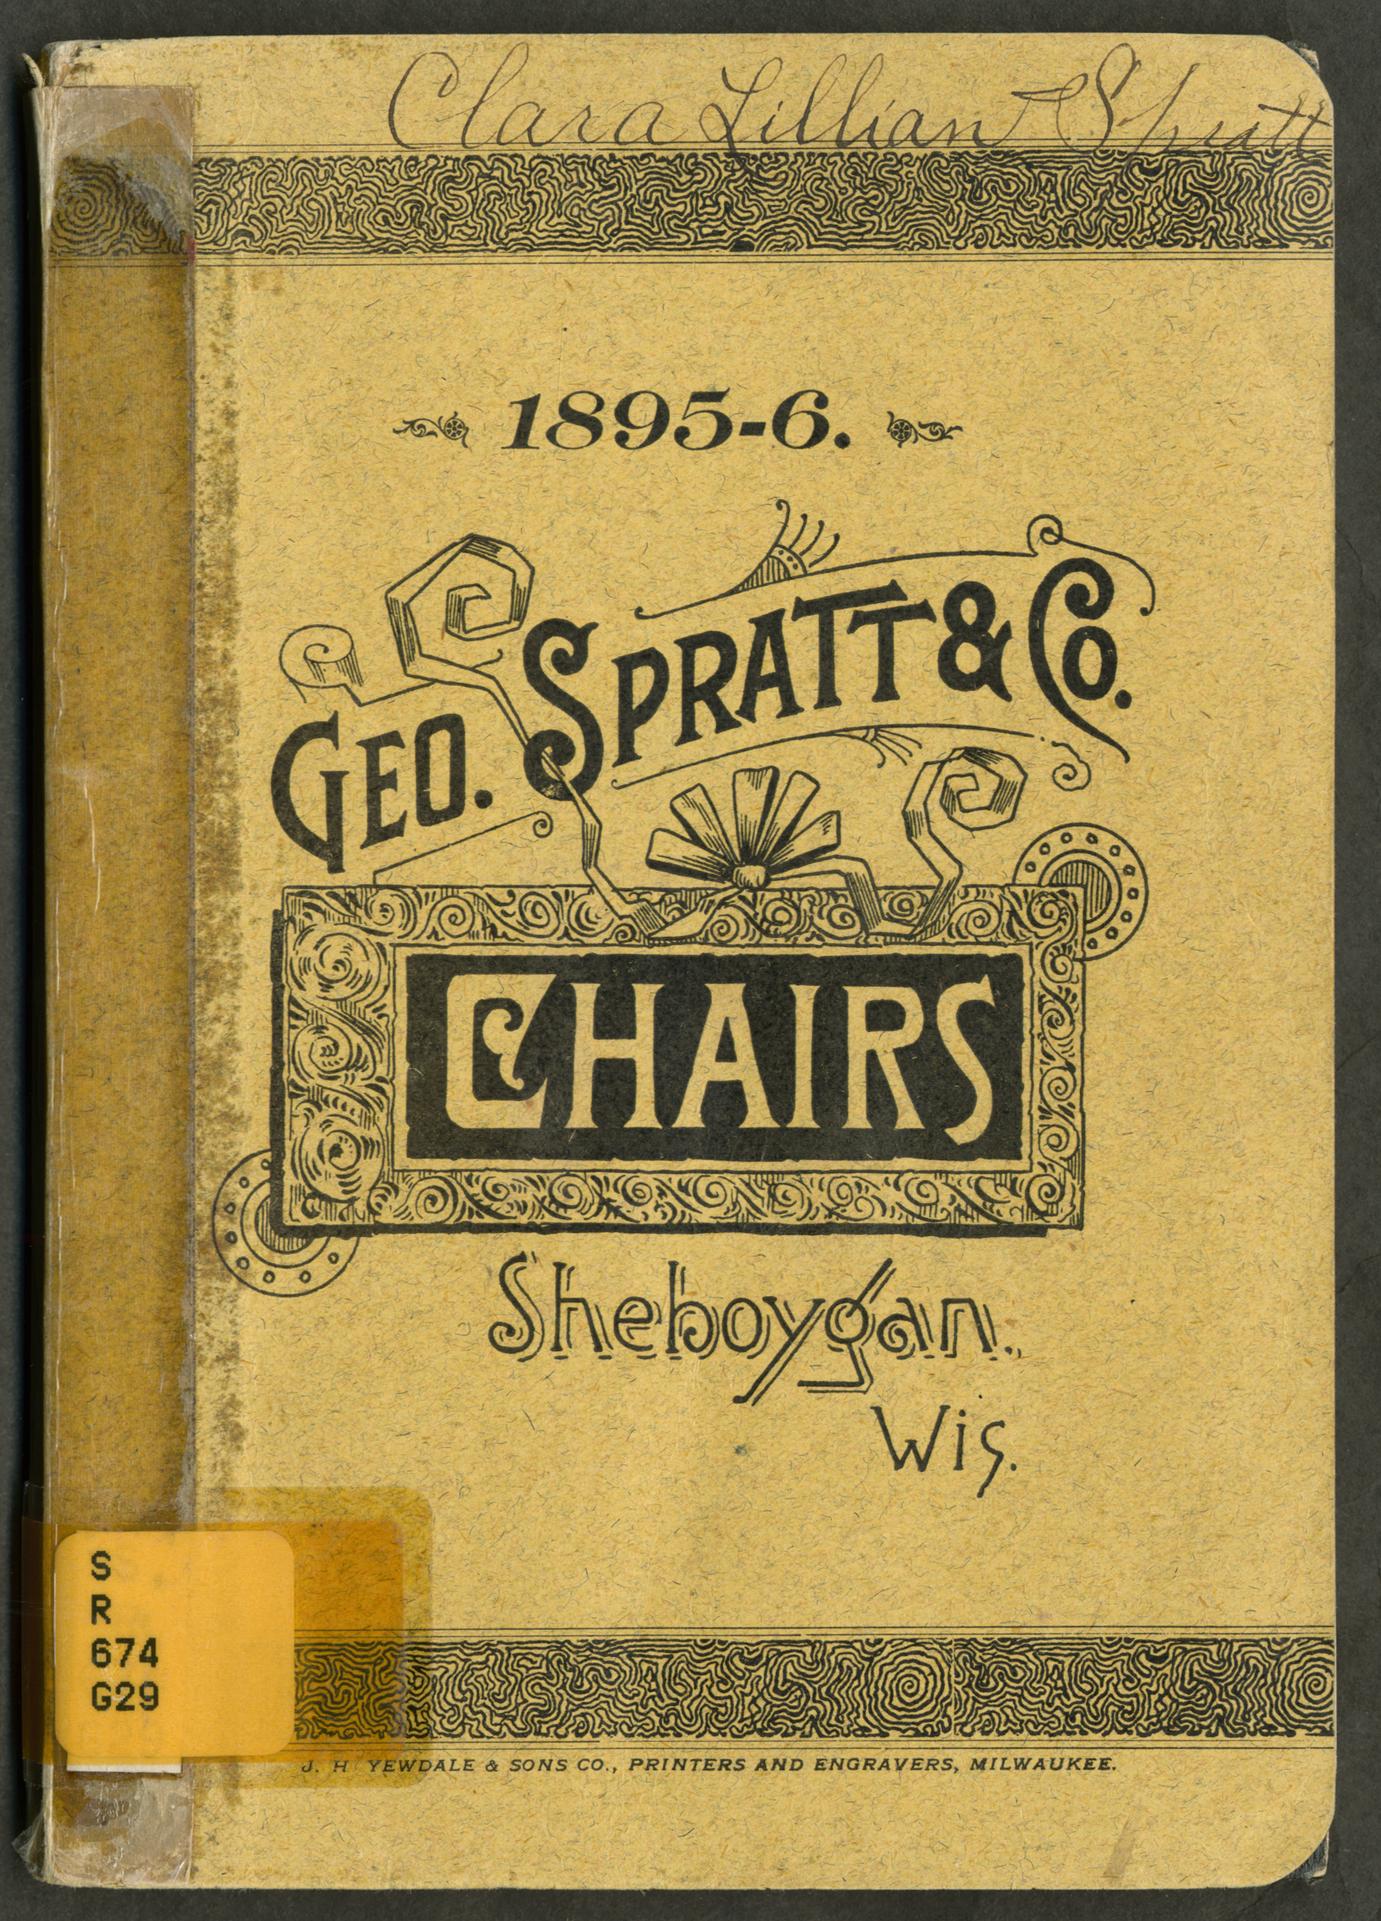 Clara Lillian Spratt
1895-6.
GEO. SPRATT & CO.
CHAIRS
Sheboygan.
Wis.
S
R
674
G29
J. H YEWDALE & SONS CO., PRINTERS AND ENGRAVERS, MILWAUKEE.